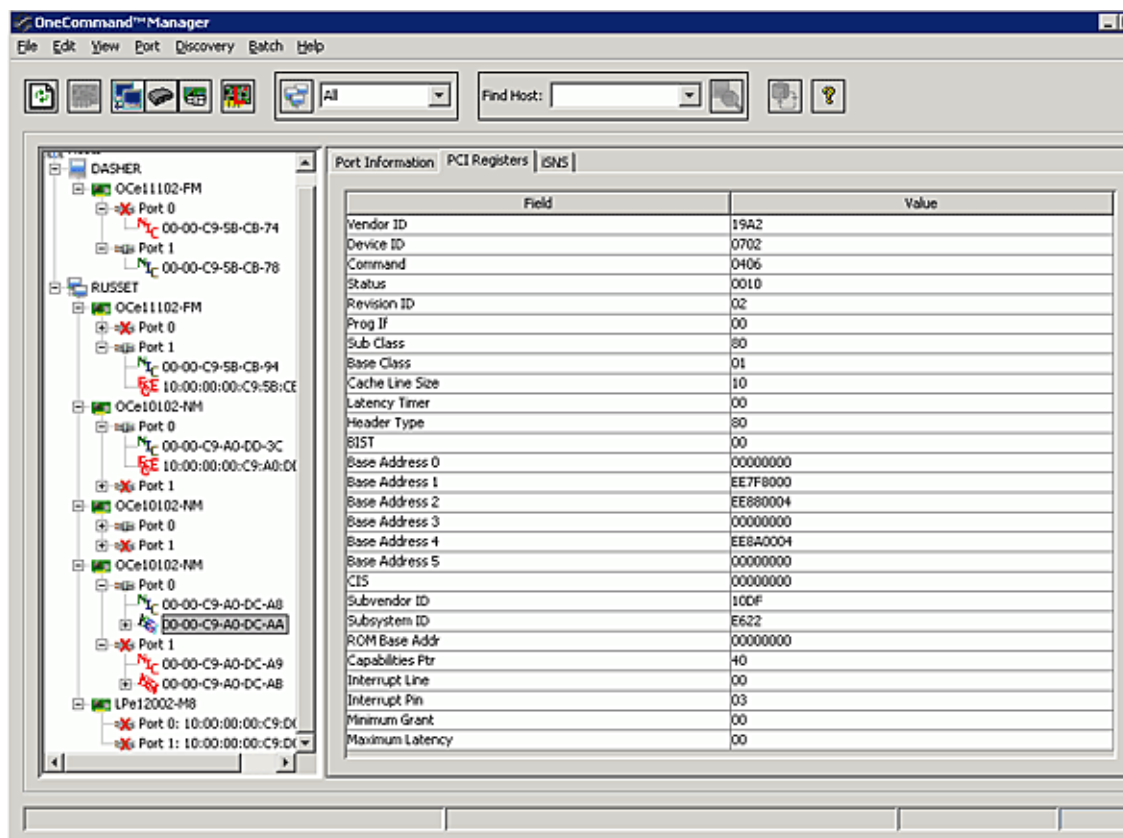 OneCommand™Manager
File Edit View Port Discovery Batch Help
All Find Host:
DASHER
OCe11102-FM
Port 0
NIC 00-00-C9-5B-CB-74
Port 1
NIC 00-00-C9-5B-CB-78
RUSSET
OCe11102-FM
Port 0
Port 1
NIC 00-00-C9-5B-CB-94
FCoE 10:00:00:00:C9:5B:CB
OCe10102-NM
Port 0
NIC 00-00-C9-A0-DD-3C
FCoE 10:00:00:00:C9:A0:DD
Port 1
OCe10102-NM
Port 0
Port 1
OCe10102-NM
Port 0
NIC 00-00-C9-A0-DC-A8
00-00-C9-A0-DC-AA
Port 1
NIC 00-00-C9-A0-DC-A9
00-00-C9-A0-DC-AB
LPe12002-M8
Port 0: 10:00:00:00:C9:D
Port 1: 10:00:00:00:C9:D
Port Information PCI Registers iSNS
Field Value
Vendor ID 19A2
Device ID 0702
Command 0406
Status 0010
Revision ID 02
Prog If 00
Sub Class 80
Base Class 01
Cache Line Size 10
Latency Timer 00
Header Type 80
BIST 00
Base Address 0 00000000
Base Address 1 EE7F8000
Base Address 2 EE880004
Base Address 3 00000000
Base Address 4 EE8A0004
Base Address 5 00000000
CIS 00000000
Subvendor ID 10DF
Subsystem ID E622
ROM Base Addr 00000000
Capabilities Ptr 40
Interrupt Line 00
Interrupt Pin 03
Minimum Grant 00
Maximum Latency 00